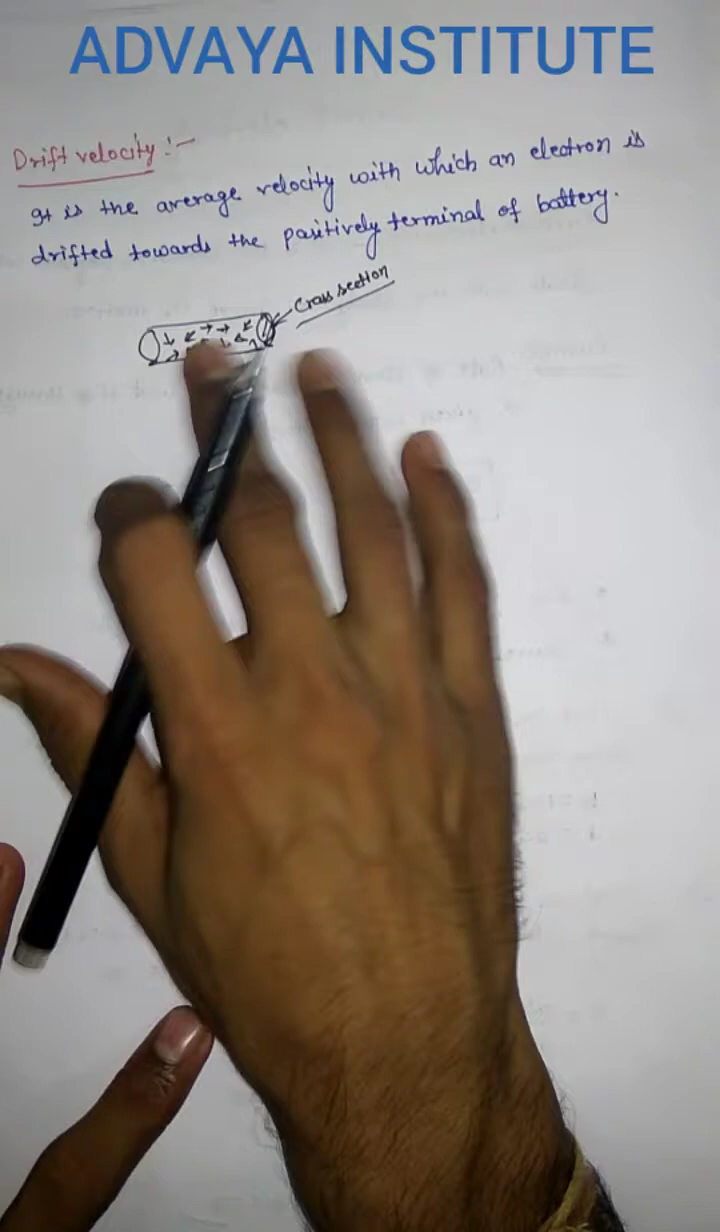 ADVAYA INSTITUTE
Drift velocity :-
It is the average velocity with which an electron is
drifted towards the positively terminal of battery.
Cross section